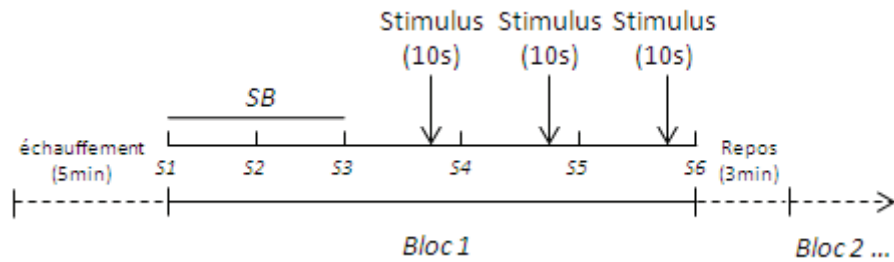 Stimulus Stimulus Stimulus
(10s) (10s) (10s)
SB
échauffement
(5min)
S1 S2 S3 S4 S5 S6
Repos
(3min)
Bloc 1 Bloc 2 ...